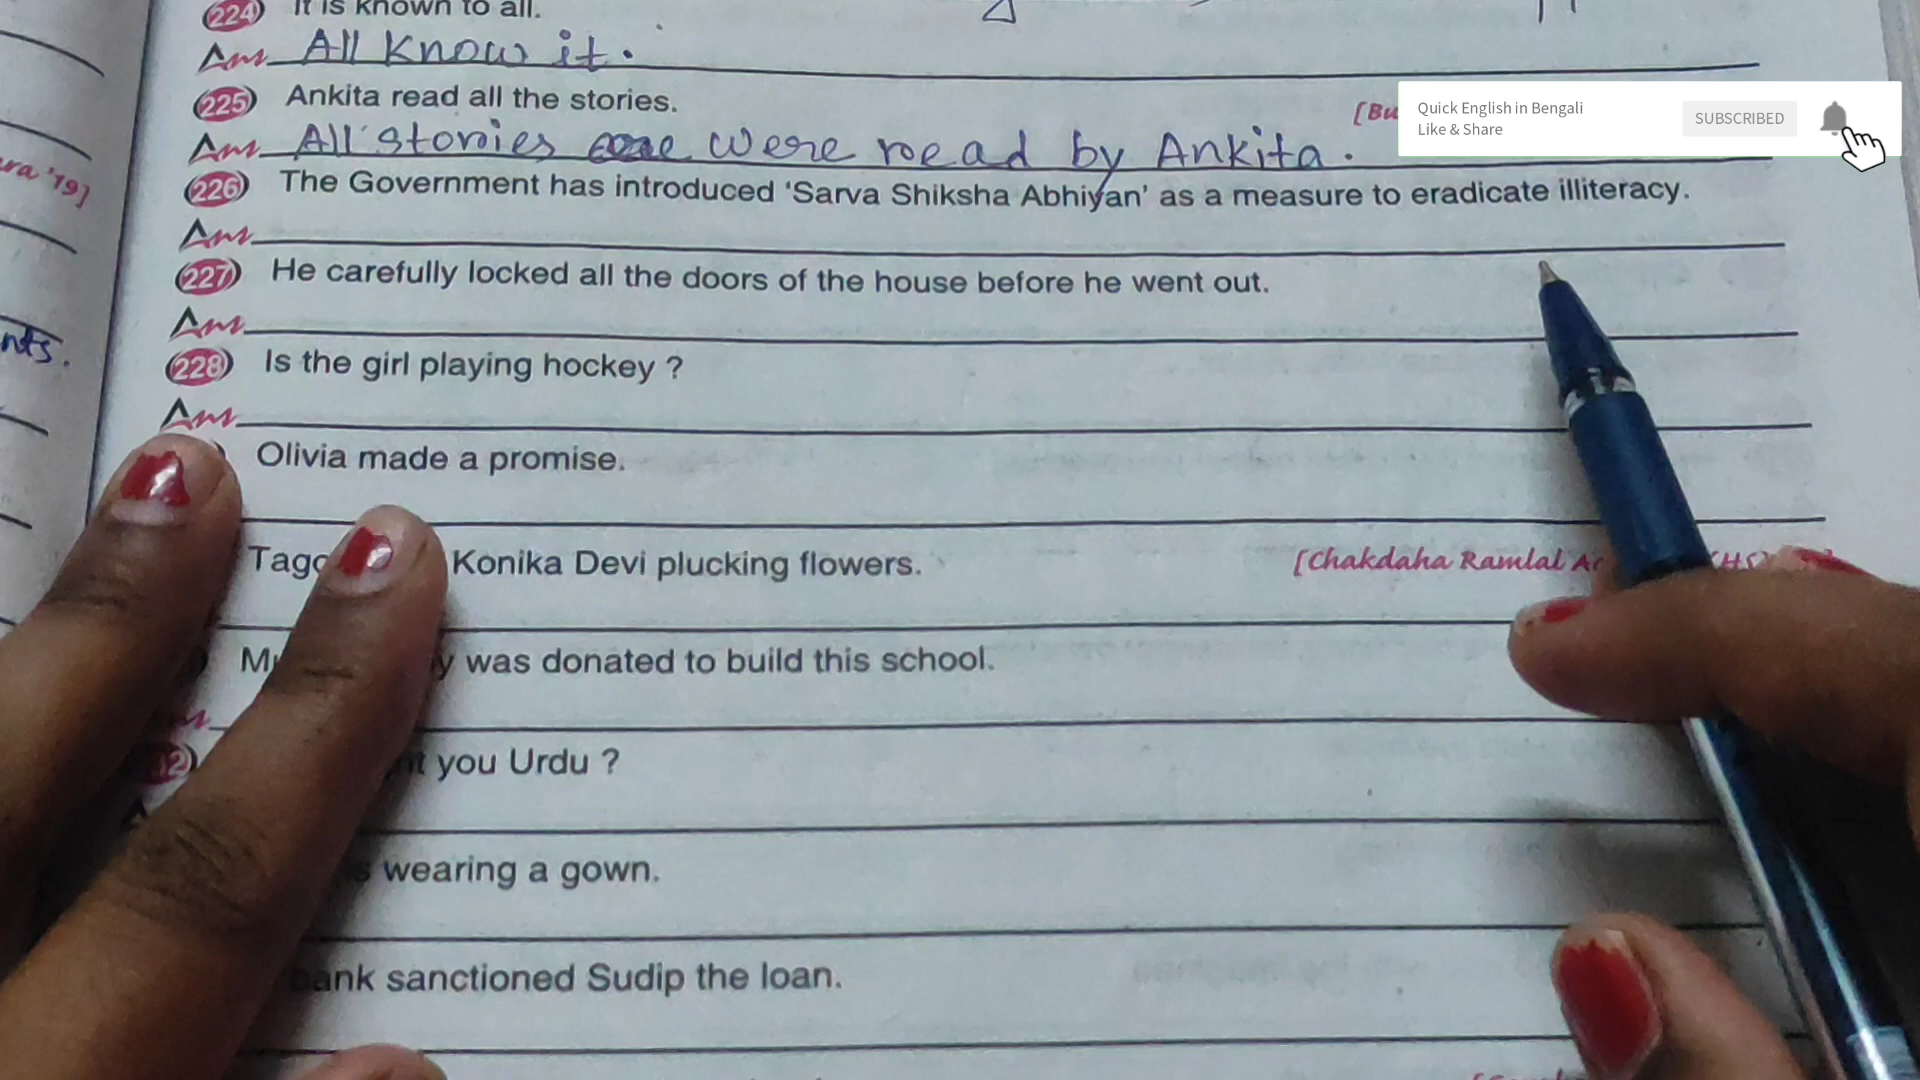 224 It is known to all.
Ans All know it.
225 Ankita read all the stories. [Bu
Quick English in Bengali
Like & Share
SUBSCRIBED
Ans All stories were read by Ankita.
ra '19]
226 The Government has introduced 'Sarva Shiksha Abhiyan' as a measure to eradicate illiteracy.
Ans
227 He carefully locked all the doors of the house before he went out.
Ans
nts.
228 Is the girl playing hockey ?
Ans
Olivia made a promise.
Konika Devi plucking flowers. [Chakdaha Ramlal (HS)
was donated to build this school.
you Urdu ?
wearing a gown.
bank sanctioned Sudip the loan.